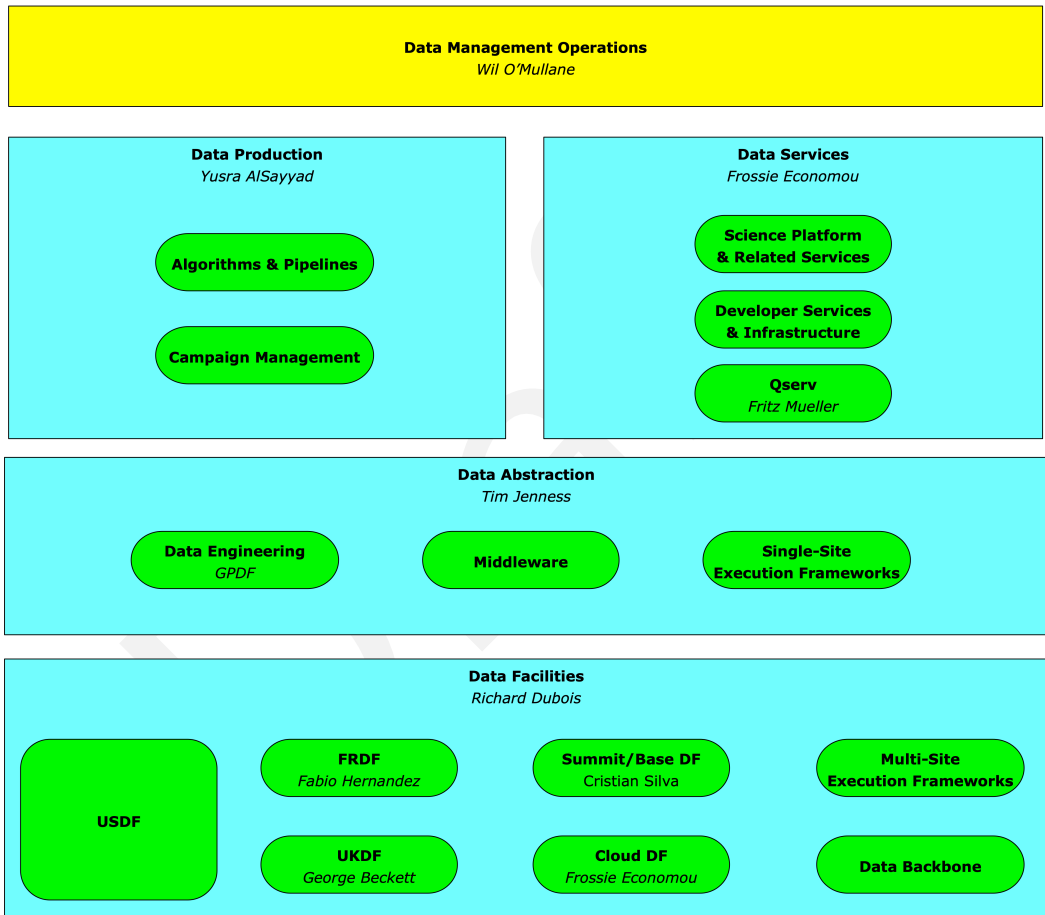 Data Management Operations
Wil O’Mullane
Data Production
Yusra AlSayyad
Algorithms & Pipelines
Campaign Management
Data Services
Frossie Economou
Science Platform
& Related Services
Developer Services
& Infrastructure
Qserv
Fritz Mueller
Data Abstraction
Tim Jenness
Data Engineering
GPDF
Middleware
Single-Site
Execution Frameworks
Data Facilities
Richard Dubois
USDF
FRDF
Fabio Hernandez
Summit/Base DF
Cristian Silva
Multi-Site
Execution Frameworks
UKDF
George Beckett
Cloud DF
Frossie Economou
Data Backbone